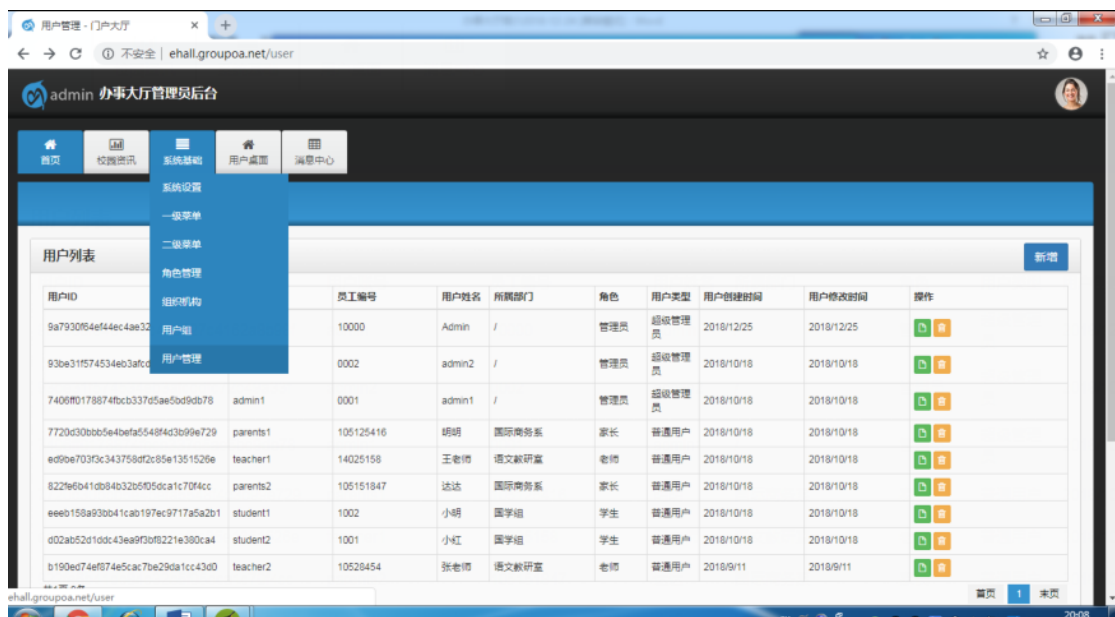 用户管理 - 门户大厅
不安全 | ehall.groupoa.net/user
admin 办事大厅管理员后台
首页 校园资讯 系统基础 用户桌面 消息中心
系统设置
一级菜单
二级菜单
角色管理
组织机构
用户组
用户管理
用户列表 新增
用户ID 员工编号 用户姓名 所属部门 角色 用户类型 用户创建时间 用户修改时间 操作
9a7930f64ef44ec4ae32 10000 Admin / 管理员 超级管理员 2018/12/25 2018/12/25
93be31f574534eb3afcd 0002 admin2 / 管理员 超级管理员 2018/10/18 2018/10/18
7406ff0178874fbcb337d5ae5bd9db78 admin1 0001 admin1 / 管理员 超级管理员 2018/10/18 2018/10/18
7720d30bbb5e4befa5548f4d3b99e729 parents1 105125416 明明 国际商务系 家长 普通用户 2018/10/18 2018/10/18
ed9be703f3c343758df2c85e1351526e teacher1 14025158 王老师 语文教研室 老师 普通用户 2018/10/18 2018/10/18
822fe6b41db84b32b5f05dca1c70f4cc parents2 105151847 达达 国际商务系 家长 普通用户 2018/10/18 2018/10/18
eeeb158a93bb41cab197ec9717a5a2b1 student1 1002 小明 国学组 学生 普通用户 2018/10/18 2018/10/18
d02ab52d1ddc43ea9f3bf8221e380ca4 student2 1001 小红 国学组 学生 普通用户 2018/10/18 2018/10/18
b190ed74ef874e5cac7be29da1cc43d0 teacher2 10528454 张老师 语文教研室 老师 普通用户 2018/9/11 2018/9/11
首页 1 末页
ehall.groupoa.net/user
20:08